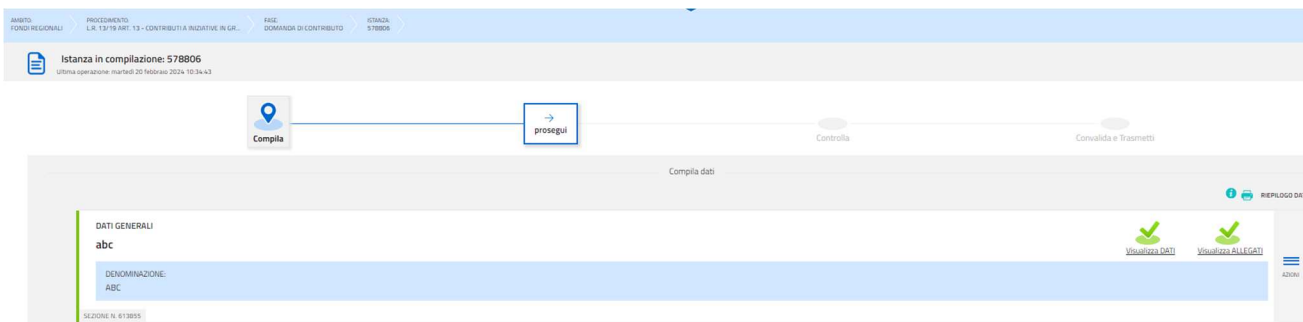 AMBITO:
FONDI REGIONALI
PROCEDIMENTO:
L.R. 13/19 ART. 13 - CONTRIBUTI A INIZIATIVE IN GR...
FASE:
DOMANDA DI CONTRIBUTO
ISTANZA:
578806
Istanza in compilazione: 578806
Ultima operazione: martedì 20 febbraio 2024 10:34:43
Compila
prosegui
Controlla
Convalida e Trasmetti
Compila dati
RIEPILOGO DA
DATI GENERALI
abc
Visualizza DATI
Visualizza ALLEGATI
AZIONI
DENOMINAZIONE:
ABC
SEZIONE N. 613855